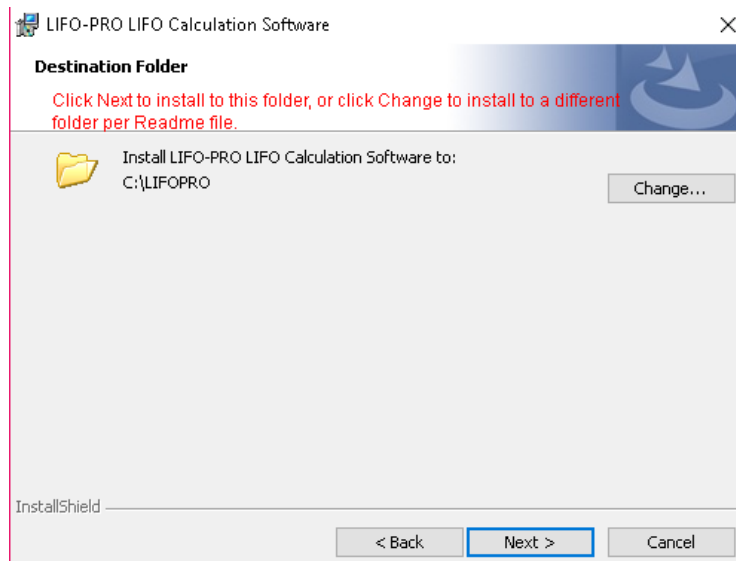 LIFO-PRO LIFO Calculation Software
Destination Folder
Click Next to install to this folder, or click Change to install to a different
folder per Readme file.
Install LIFO-PRO LIFO Calculation Software to:
C:\LIFOPRO
Change...
InstallShield
< Back
Next >
Cancel